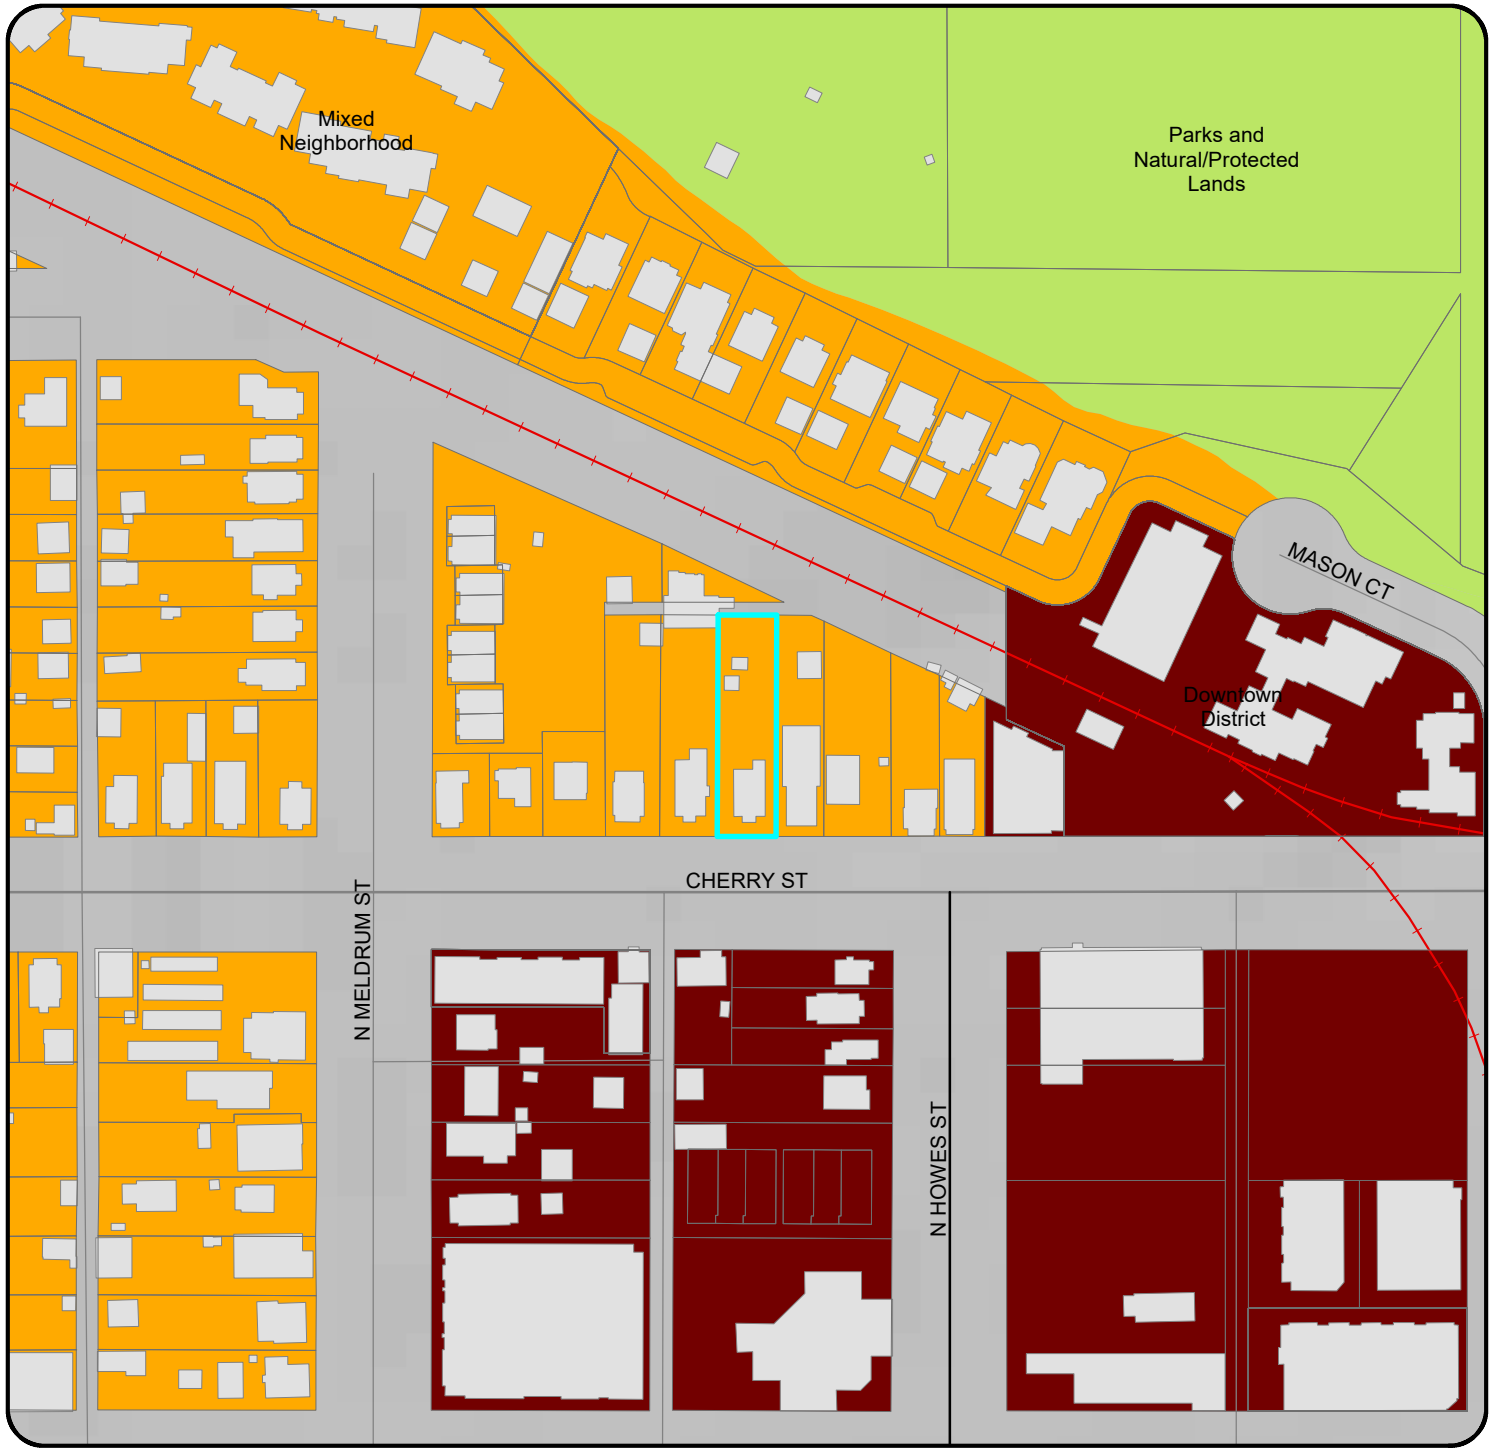 Mixed
Neighborhood
Parks and
Natural/Protected
Lands
MASON CT
Downtown
District
CHERRY ST
N MELDRUM ST
N HOWES ST